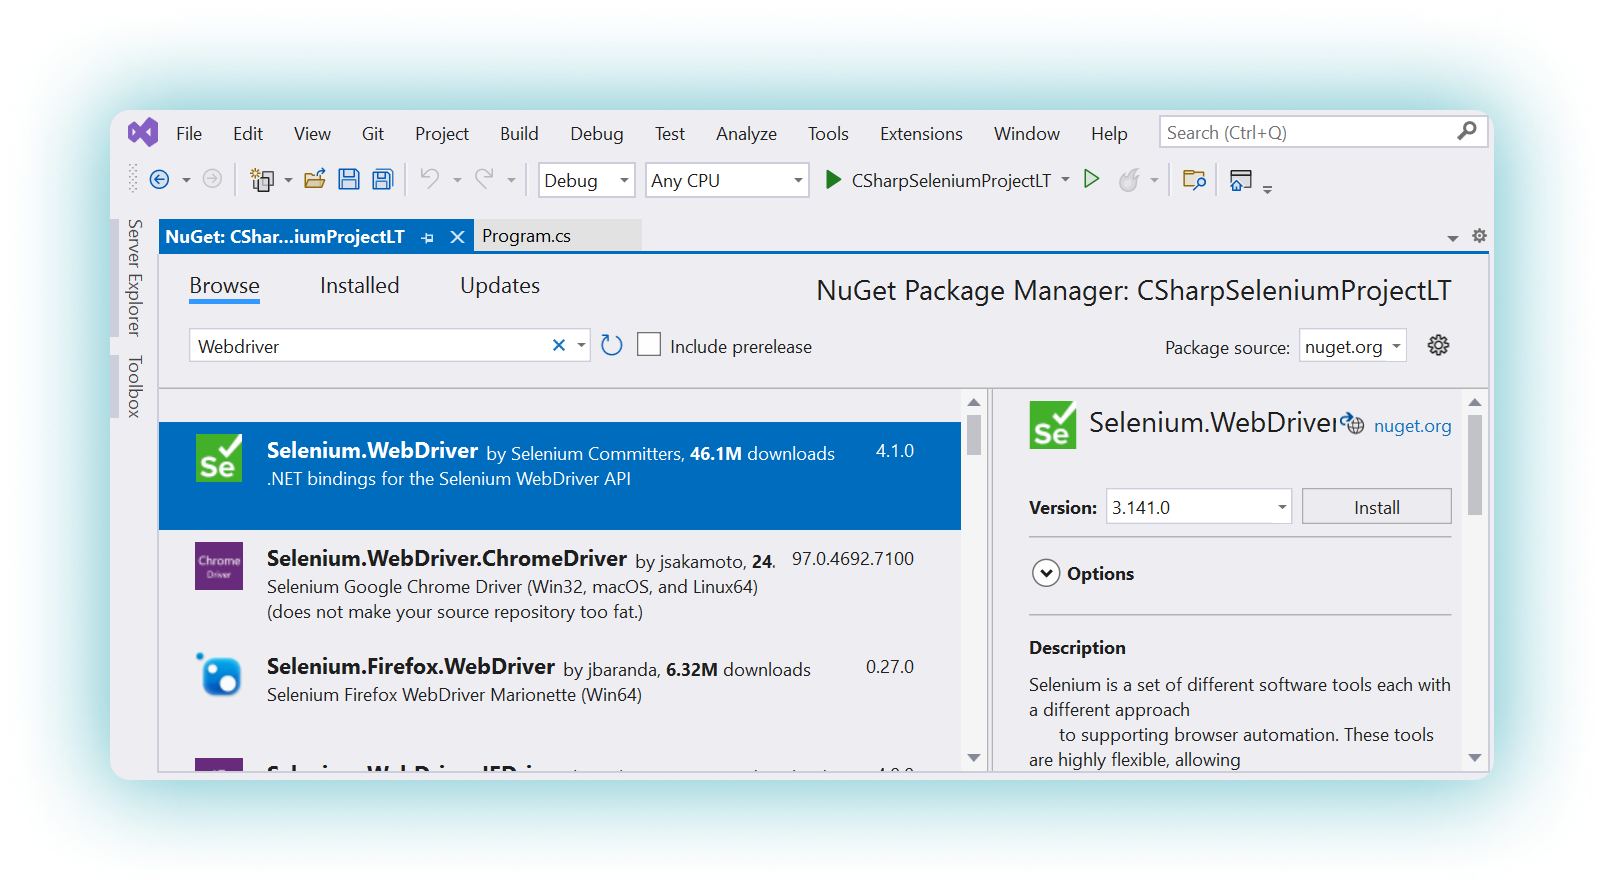 File Edit View Git Project Build Debug Test Analyze Tools Extensions Window Help Search (Ctrl+Q)
Debug Any CPU CSharpSeleniumProjectLT
Server Explorer
Toolbox
NuGet: CShar...iumProjectLT Program.cs
Browse Installed Updates
NuGet Package Manager: CSharpSeleniumProjectLT
Webdriver Include prerelease
Package source: nuget.org
Se
Selenium.WebDriver by Selenium Committers, 46.1M downloads 4.1.0
.NET bindings for the Selenium WebDriver API
Chrome
Driver
Selenium.WebDriver.ChromeDriver by jsakamoto, 24. 97.0.4692.7100
Selenium Google Chrome Driver (Win32, macOS, and Linux64)
(does not make your source repository too fat.)
Selenium.Firefox.WebDriver by jbaranda, 6.32M downloads 0.27.0
Selenium Firefox WebDriver Marionette (Win64)
Se
Selenium.WebDriver nuget.org
Version: 3.141.0 Install
Options
Description
Selenium is a set of different software tools each with
a different approach
to supporting browser automation. These tools
are highly flexible, allowing